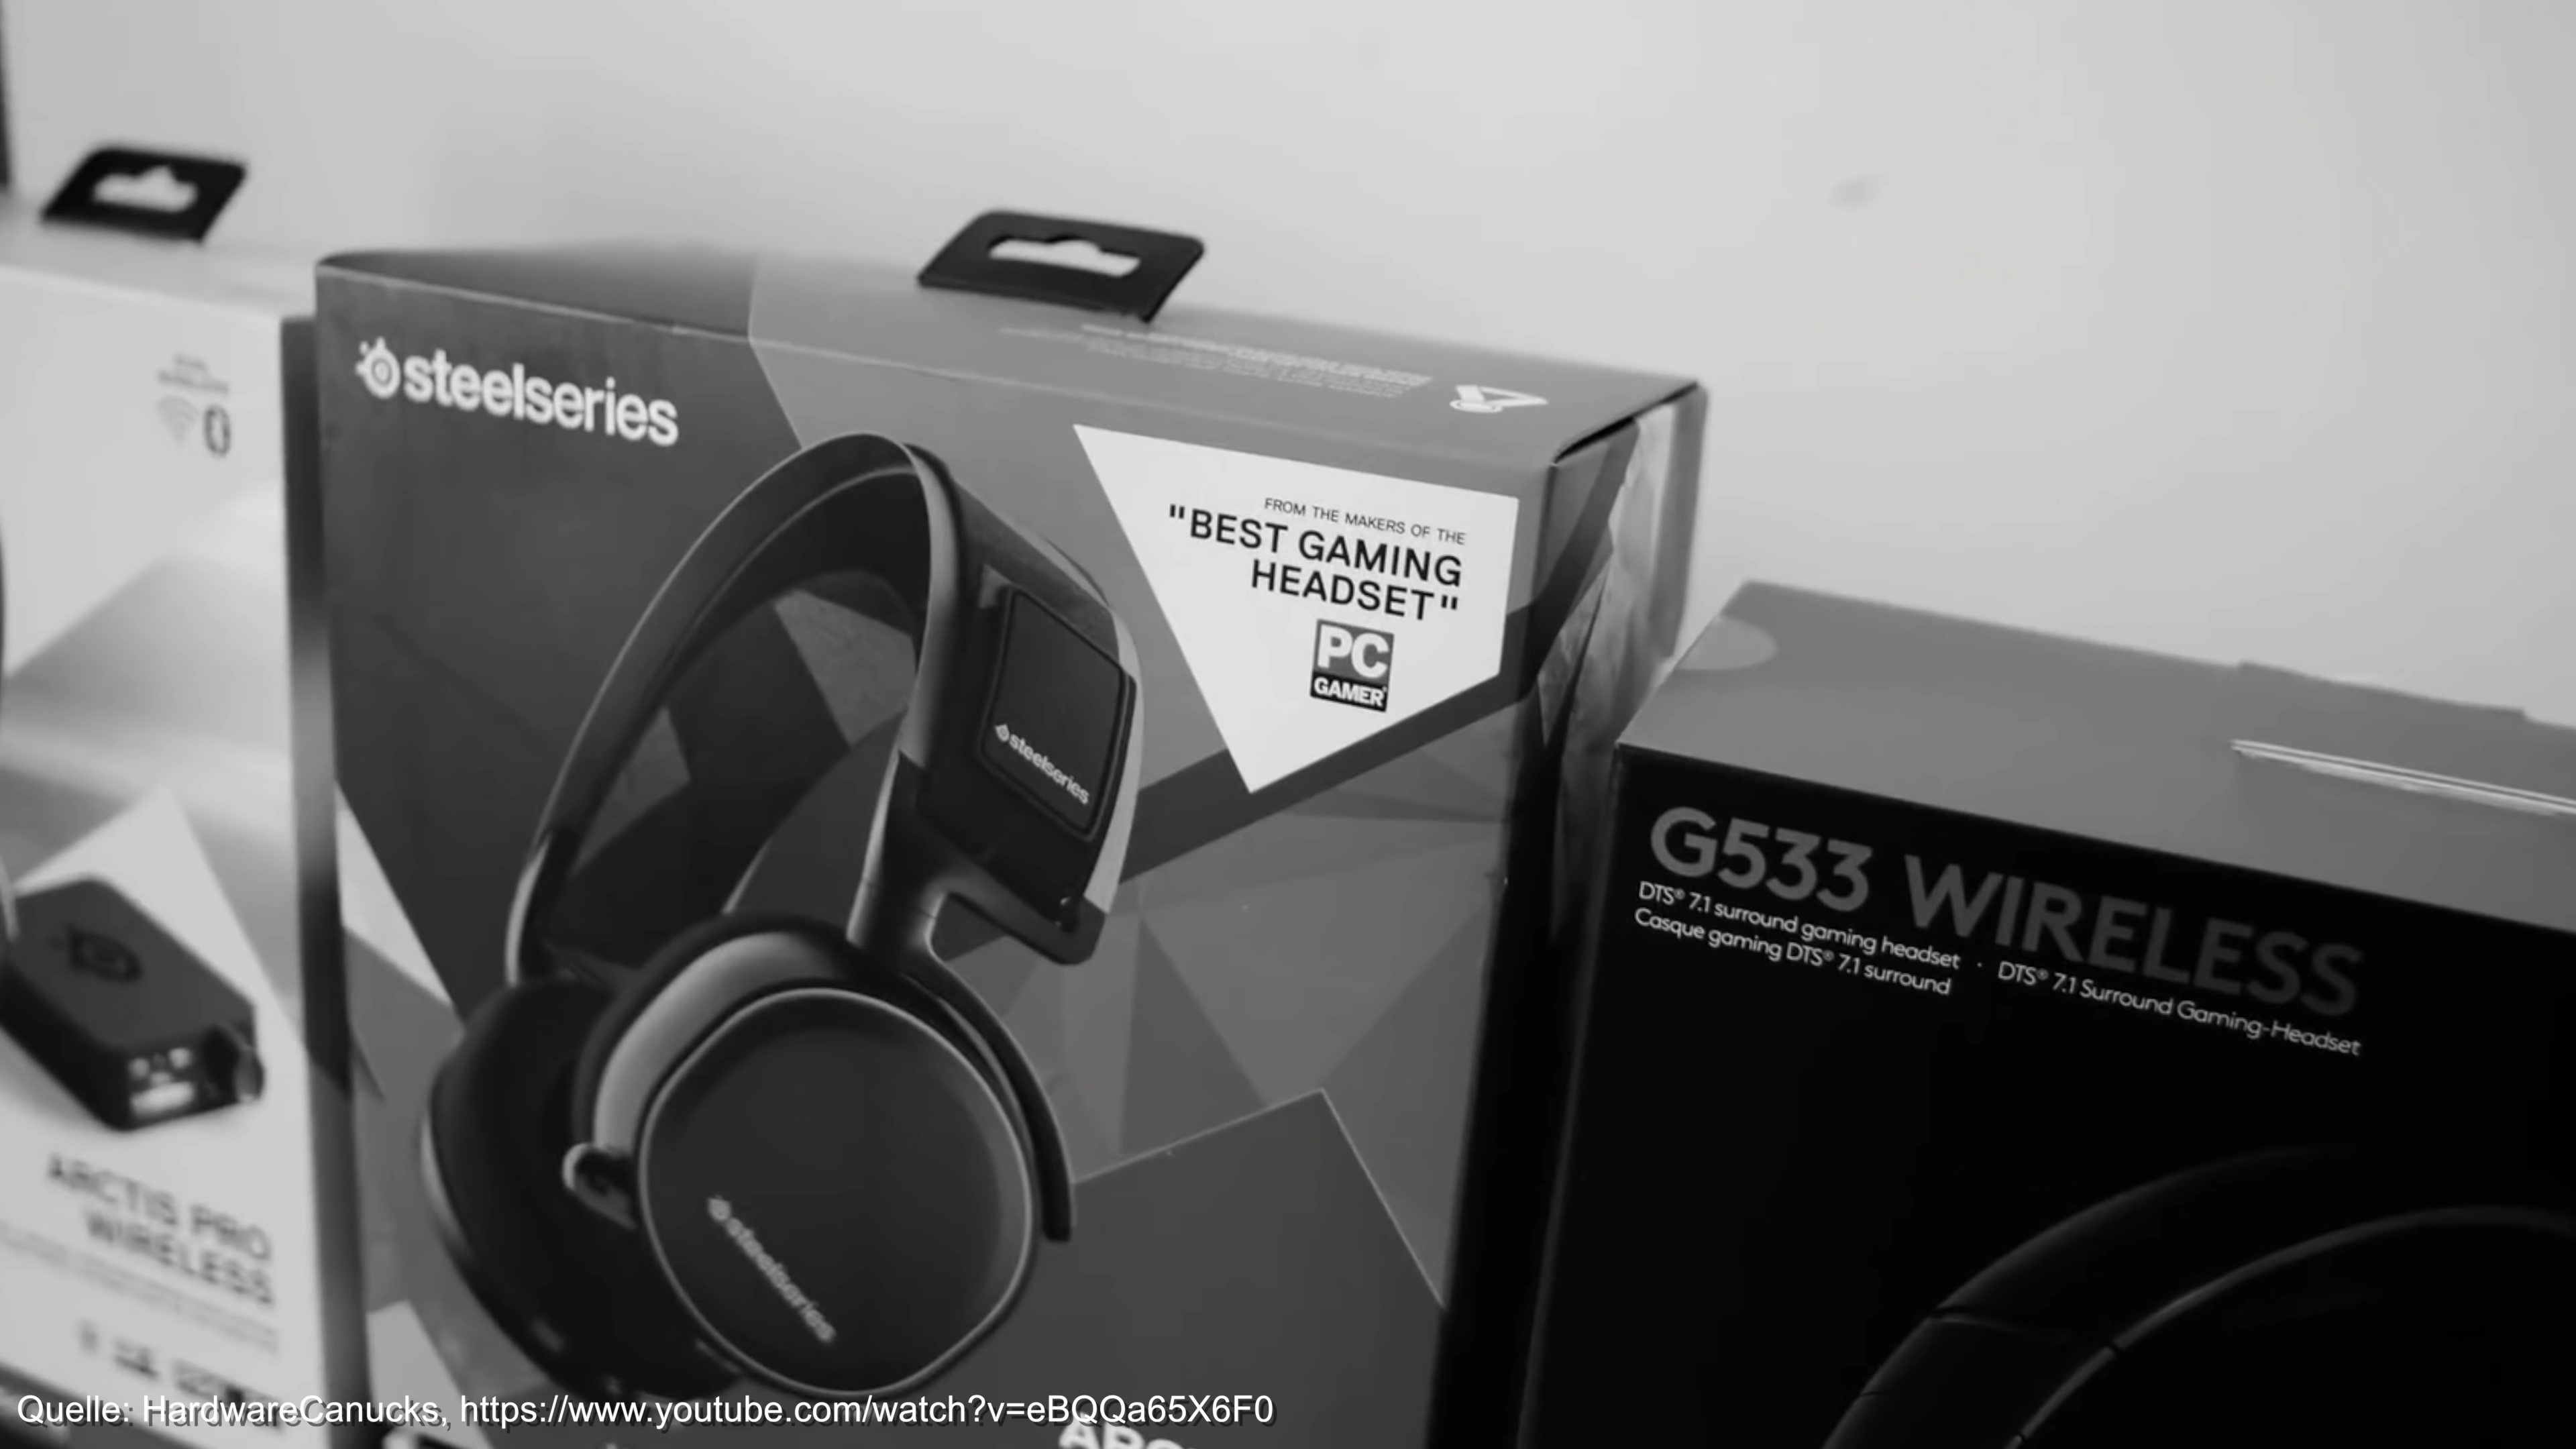 steelseries
FROM THE MAKERS OF THE
"BEST GAMING
HEADSET"
PC
GAMER
steelseries
steelseries
ARCTIS PRO
WIRELESS
G533 WIRELESS
DTS® 7.1 surround gaming headset · DTS® 7.1 Surround Gaming-Headset
Casque gaming DTS® 7.1 surround
Quelle: HardwareCanucks, https://www.youtube.com/watch?v=eBQQa65X6F0